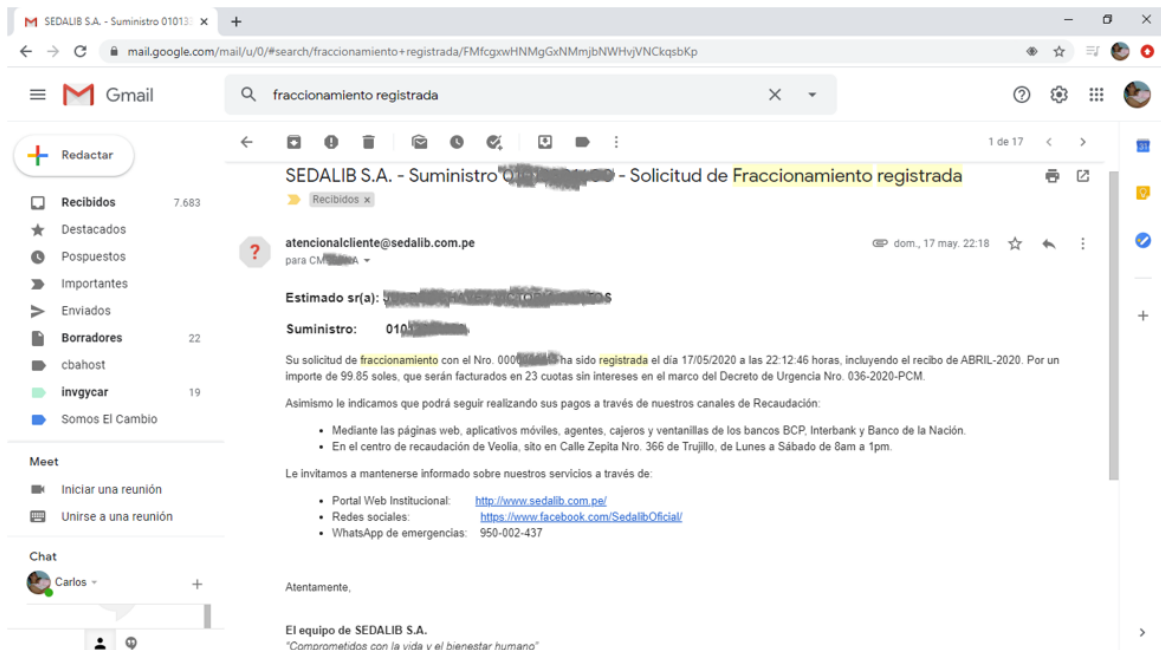 SEDALIB S.A. - Suministro 01013
mail.google.com/mail/u/0/#search/fraccionamiento+registrada/FMfcgxwHNMgGxNMmjbNWHvjVNCkqsbKp
Gmail
fraccionamiento registrada
Redactar
1 de 17
31
Recibidos 7.683
Destacados
Pospuestos
Importantes
Enviados
Borradores 22
cbahost
invgycar 19
Somos El Cambio
Meet
Iniciar una reunión
Unirse a una reunión
Chat
Carlos
SEDALIB S.A. - Suministro - Solicitud de Fraccionamiento registrada
Recibidos x
atencionalcliente@sedalib.com.pe
dom., 17 may. 22:18
para
Estimado sr(a):
Suministro: 010
Su solicitud de fraccionamiento con el Nro. 000 ha sido registrada el día 17/05/2020 a las 22:12:46 horas, incluyendo el recibo de ABRIL-2020. Por un
importe de 99.85 soles, que serán facturados en 23 cuotas sin intereses en el marco del Decreto de Urgencia Nro. 036-2020-PCM.
Asimismo le indicamos que podrá seguir realizando sus pagos a través de nuestros canales de Recaudación:
• Mediante las páginas web, aplicativos móviles, agentes, cajeros y ventanillas de los bancos BCP, Interbank y Banco de la Nación.
• En el centro de recaudación de Veolia, sito en Calle Zepita Nro. 366 de Trujillo, de Lunes a Sábado de 8am a 1pm.
Le invitamos a mantenerse informado sobre nuestros servicios a través de:
• Portal Web Institucional: http://www.sedalib.com.pe/
• Redes sociales: https://www.facebook.com/SedalibOficial/
• WhatsApp de emergencias: 950-002-437
Atentamente,
El equipo de SEDALIB S.A.
"Comprometidos con la vida y el bienestar humano"